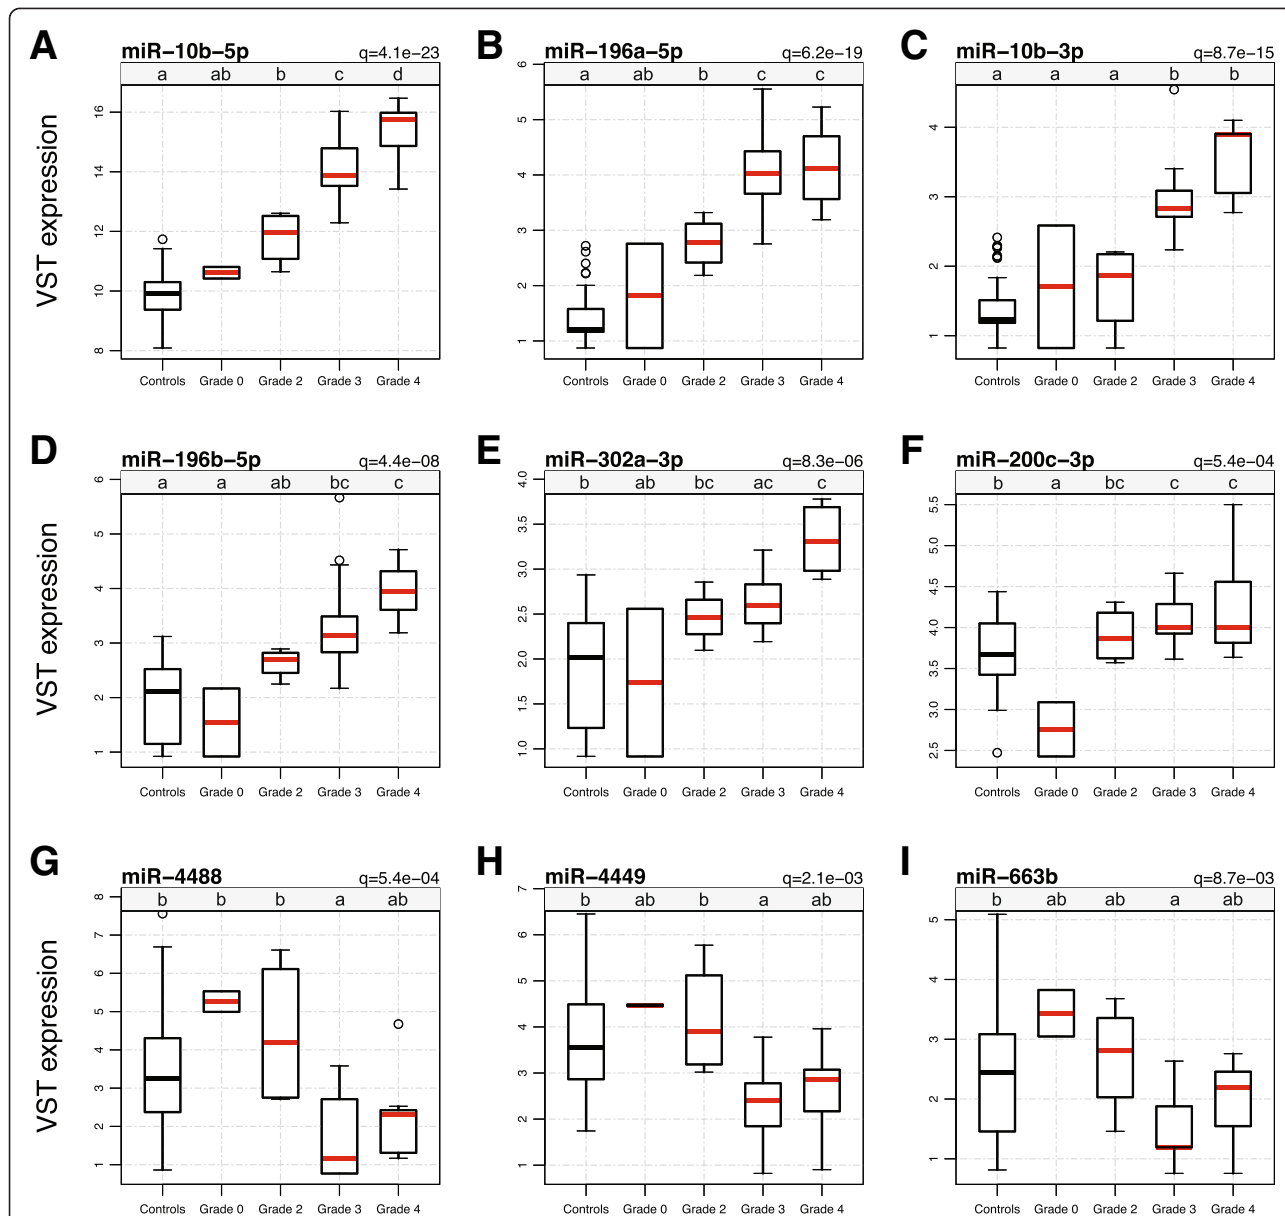 A miR−10b−5p q=4.1e−23
a ab b c d
VST expression
16
14
12
10
8
Controls Grade 0 Grade 2 Grade 3 Grade 4
B miR−196a−5p q=6.2e−19
a ab b c c
6
5
4
3
2
1
Controls Grade 0 Grade 2 Grade 3 Grade 4
C miR−10b−3p q=8.7e−15
a a a b b
4
3
2
1
Controls Grade 0 Grade 2 Grade 3 Grade 4
D miR−196b−5p q=4.4e−08
a a ab bc c
VST expression
6
5
4
3
2
1
Controls Grade 0 Grade 2 Grade 3 Grade 4
E miR−302a−3p q=8.3e−06
b ab bc ac c
4.0
3.5
3.0
2.5
2.0
1.5
1.0
Controls Grade 0 Grade 2 Grade 3 Grade 4
F miR−200c−3p q=5.4e−04
b a bc c c
5.5
5.0
4.5
4.0
3.5
3.0
2.5
Controls Grade 0 Grade 2 Grade 3 Grade 4
G miR−4488 q=5.4e−04
b b b a ab
VST expression
8
7
6
5
4
3
2
1
Controls Grade 0 Grade 2 Grade 3 Grade 4
H miR−4449 q=2.1e−03
b ab b a ab
7
6
5
4
3
2
1
Controls Grade 0 Grade 2 Grade 3 Grade 4
I miR−663b q=8.7e−03
b ab ab a ab
5
4
3
2
1
Controls Grade 0 Grade 2 Grade 3 Grade 4